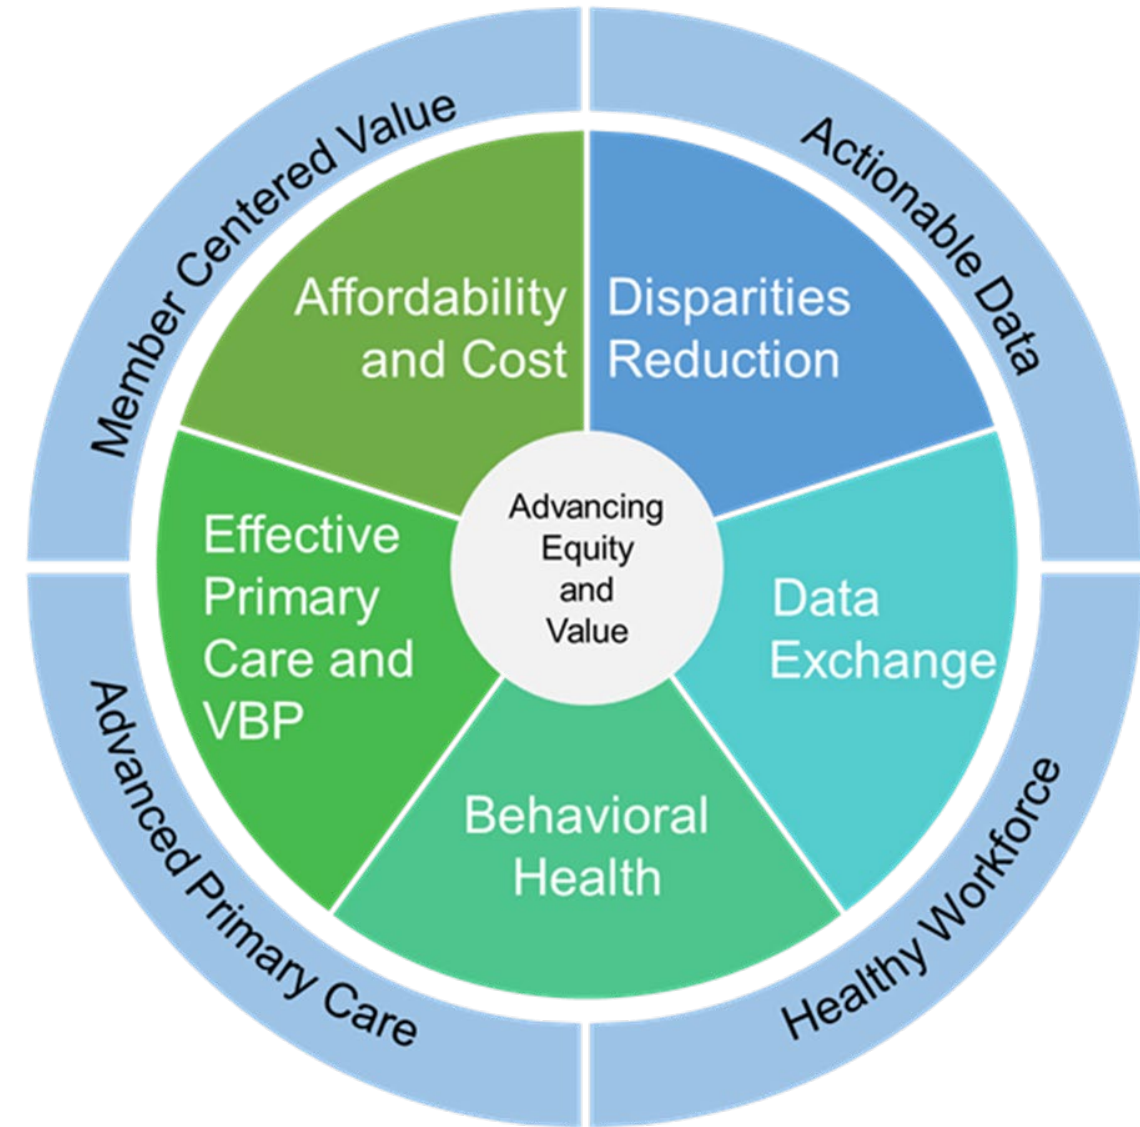 Member Centered Value
Actionable Data
Affordability
and Cost
Disparities
Reduction
Advancing
Equity
and
Value
Effective
Primary
Care and
VBP
Data
Exchange
Behavioral
Health
Advanced Primary Care
Healthy Workforce